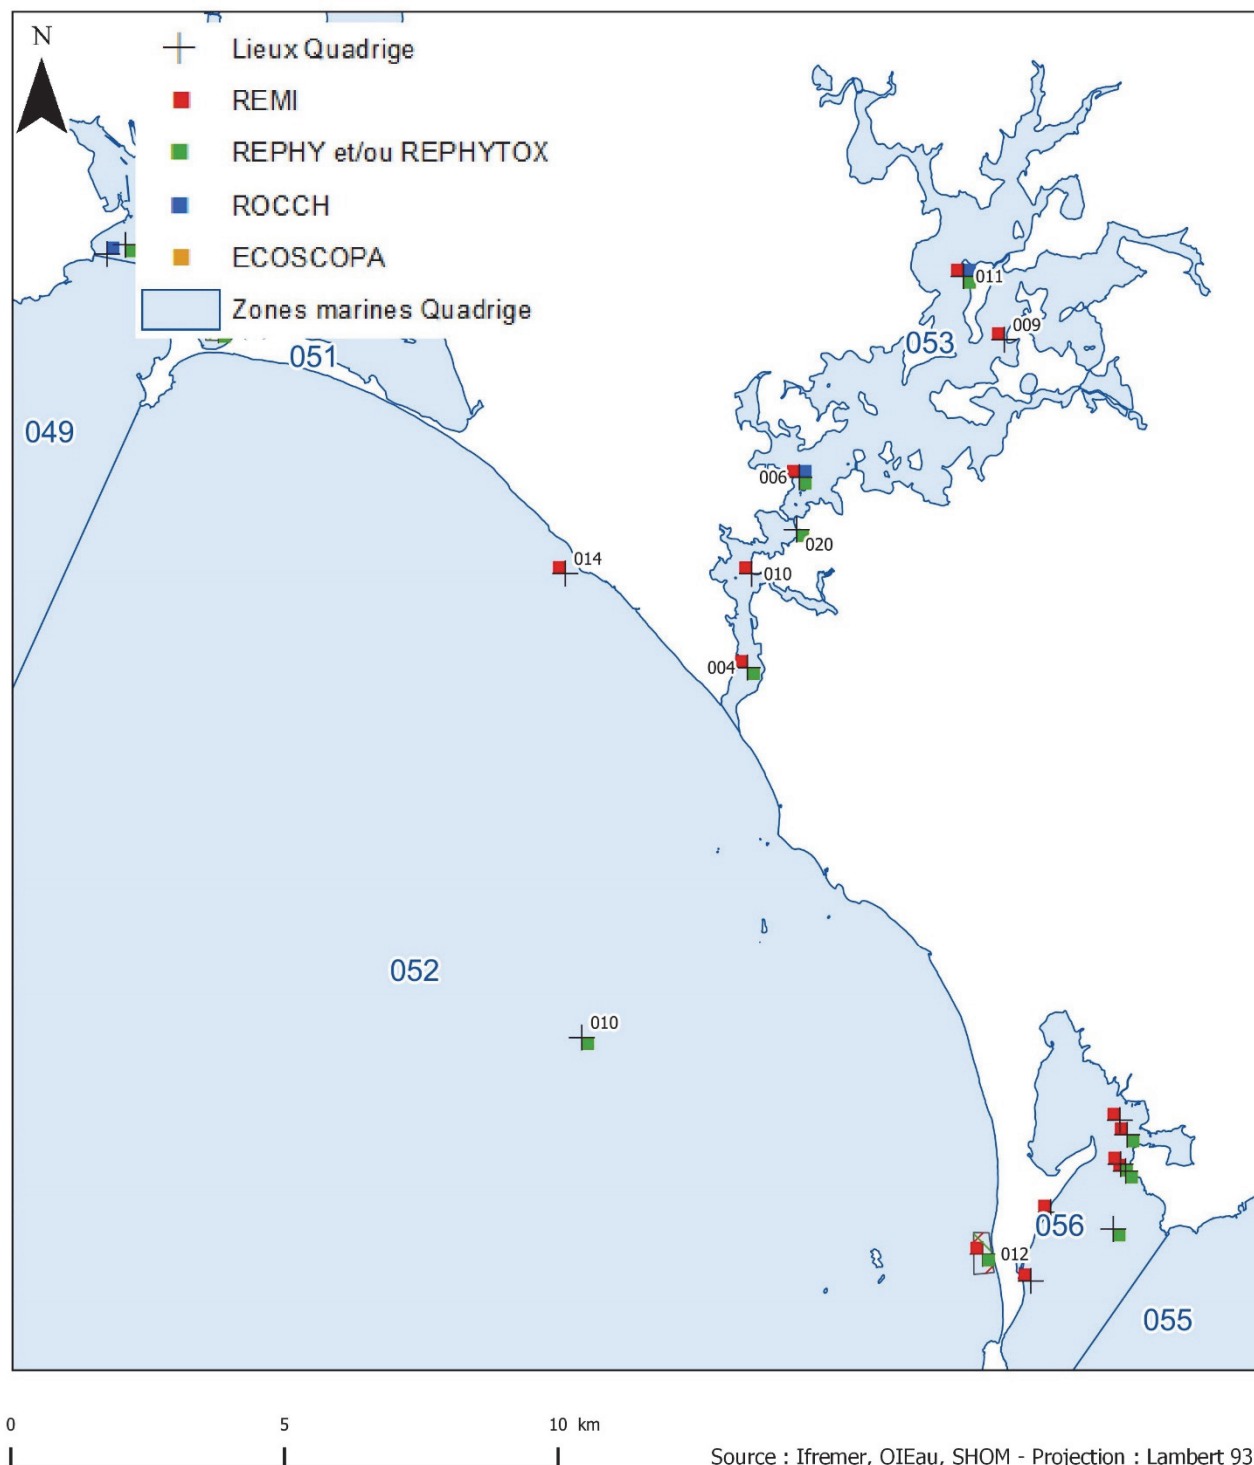 N
Lieux Quadrige
REMI
REPHY et/ou REPHYTOX
ROCCH
ECOSCOPA
Zones marines Quadrige
011
009
053
051
049
006
020
014
010
004
052
010
056
012
055
0 5 10 km
Source : Ifremer, OIEau, SHOM - Projection : Lambert 93